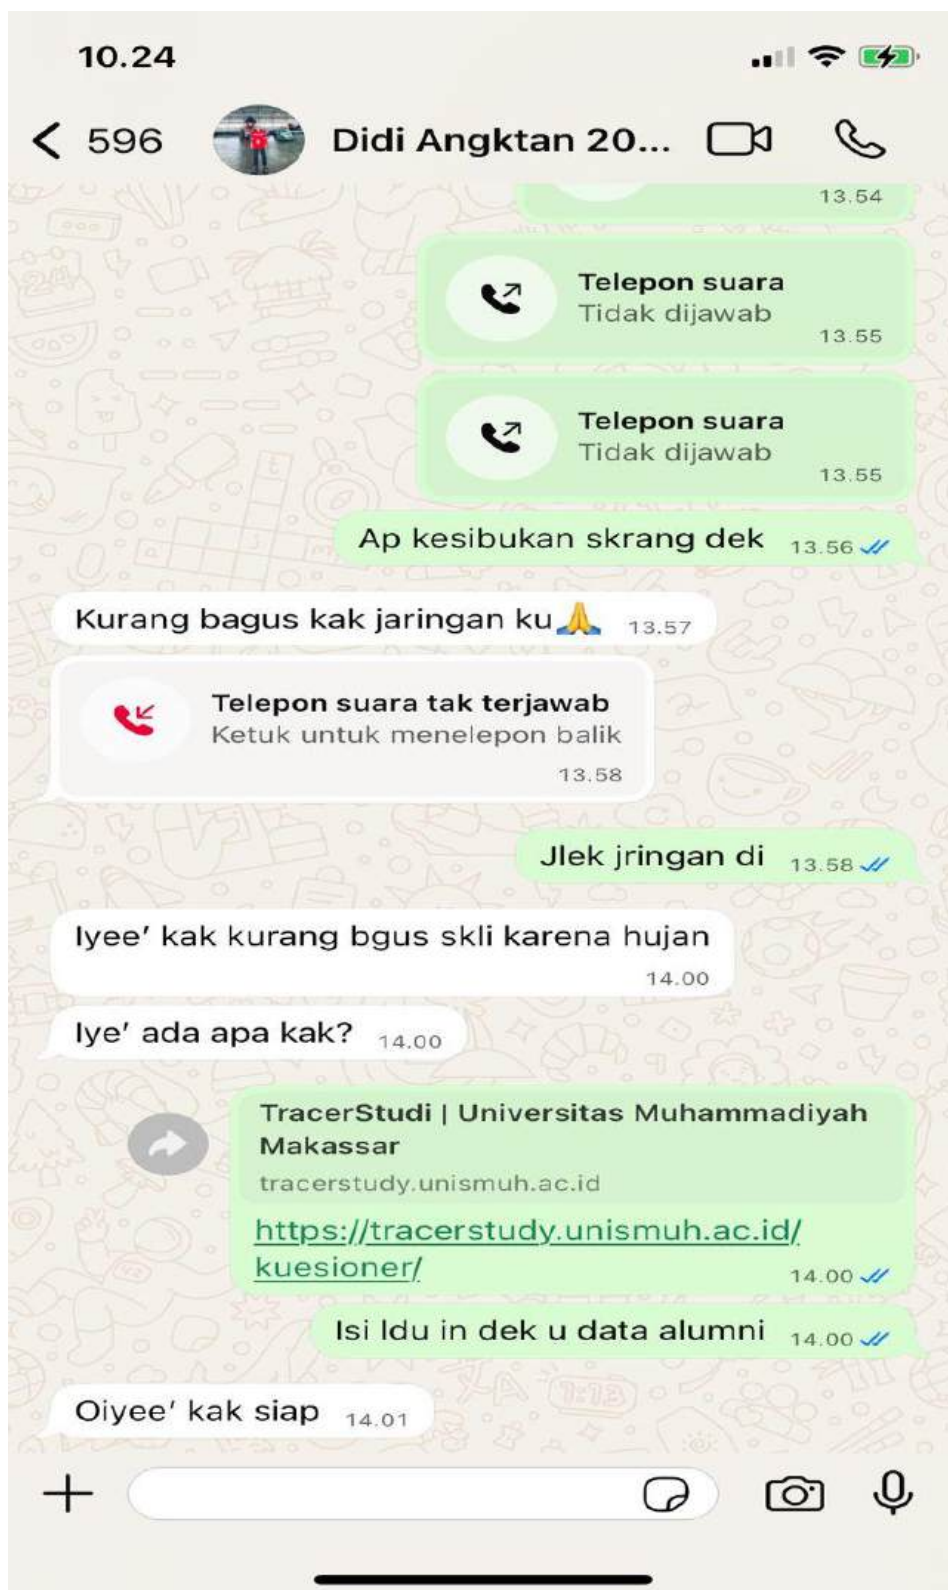 10.24
596
Didi Angktan 20...
13.54
Telepon suara
Tidak dijawab
13.55
Telepon suara
Tidak dijawab
13.55
Ap kesibukan skrang dek 13.56
Kurang bagus kak jaringan ku🙏 13.57
Telepon suara tak terjawab
Ketuk untuk menelepon balik
13.58
Jlek jringan di 13.58
Iyee' kak kurang bgus skli karena hujan
14.00
Iye' ada apa kak? 14.00
TracerStudi | Universitas Muhammadiyah
Makassar
tracerstudy.unismuh.ac.id
https://tracerstudy.unismuh.ac.id/
kuesioner/ 14.00
Isi ldu in dek u data alumni 14.00
Oiyee' kak siap 14.01